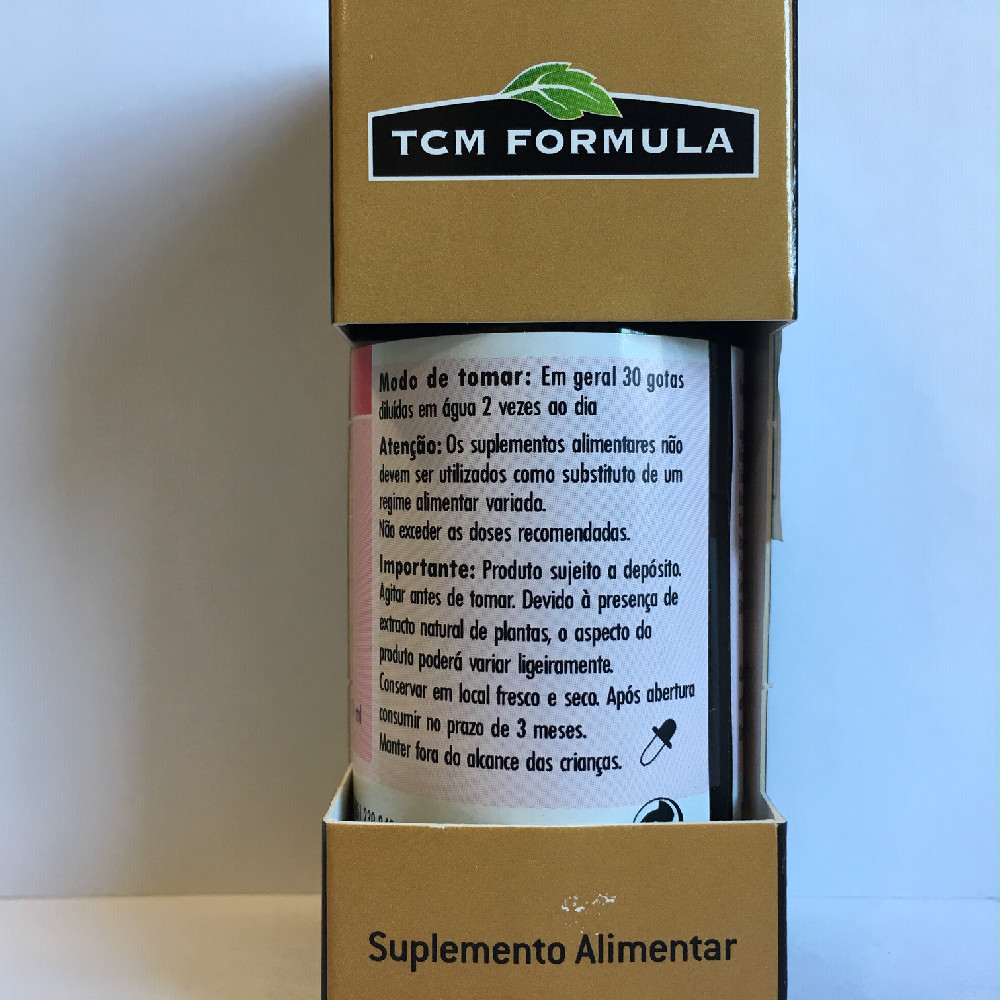 TCM FORMULA
Modo de tomar: Em geral 30 gotas
diluídas em água 2 vezes ao dia
Atenção: Os suplementos alimentares não
devem ser utilizados como substituto de um
regime alimentar variado.
Não exceder as doses recomendadas.
Importante: Produto sujeito a depósito.
Agitar antes de tomar. Devido à presença de
extracto natural de plantas, o aspecto do
produto poderá variar ligeiramente.
Conservar em local fresco e seco. Após abertura
consumir no prazo de 3 meses.
Manter fora do alcance das crianças.
ml
Suplemento Alimentar